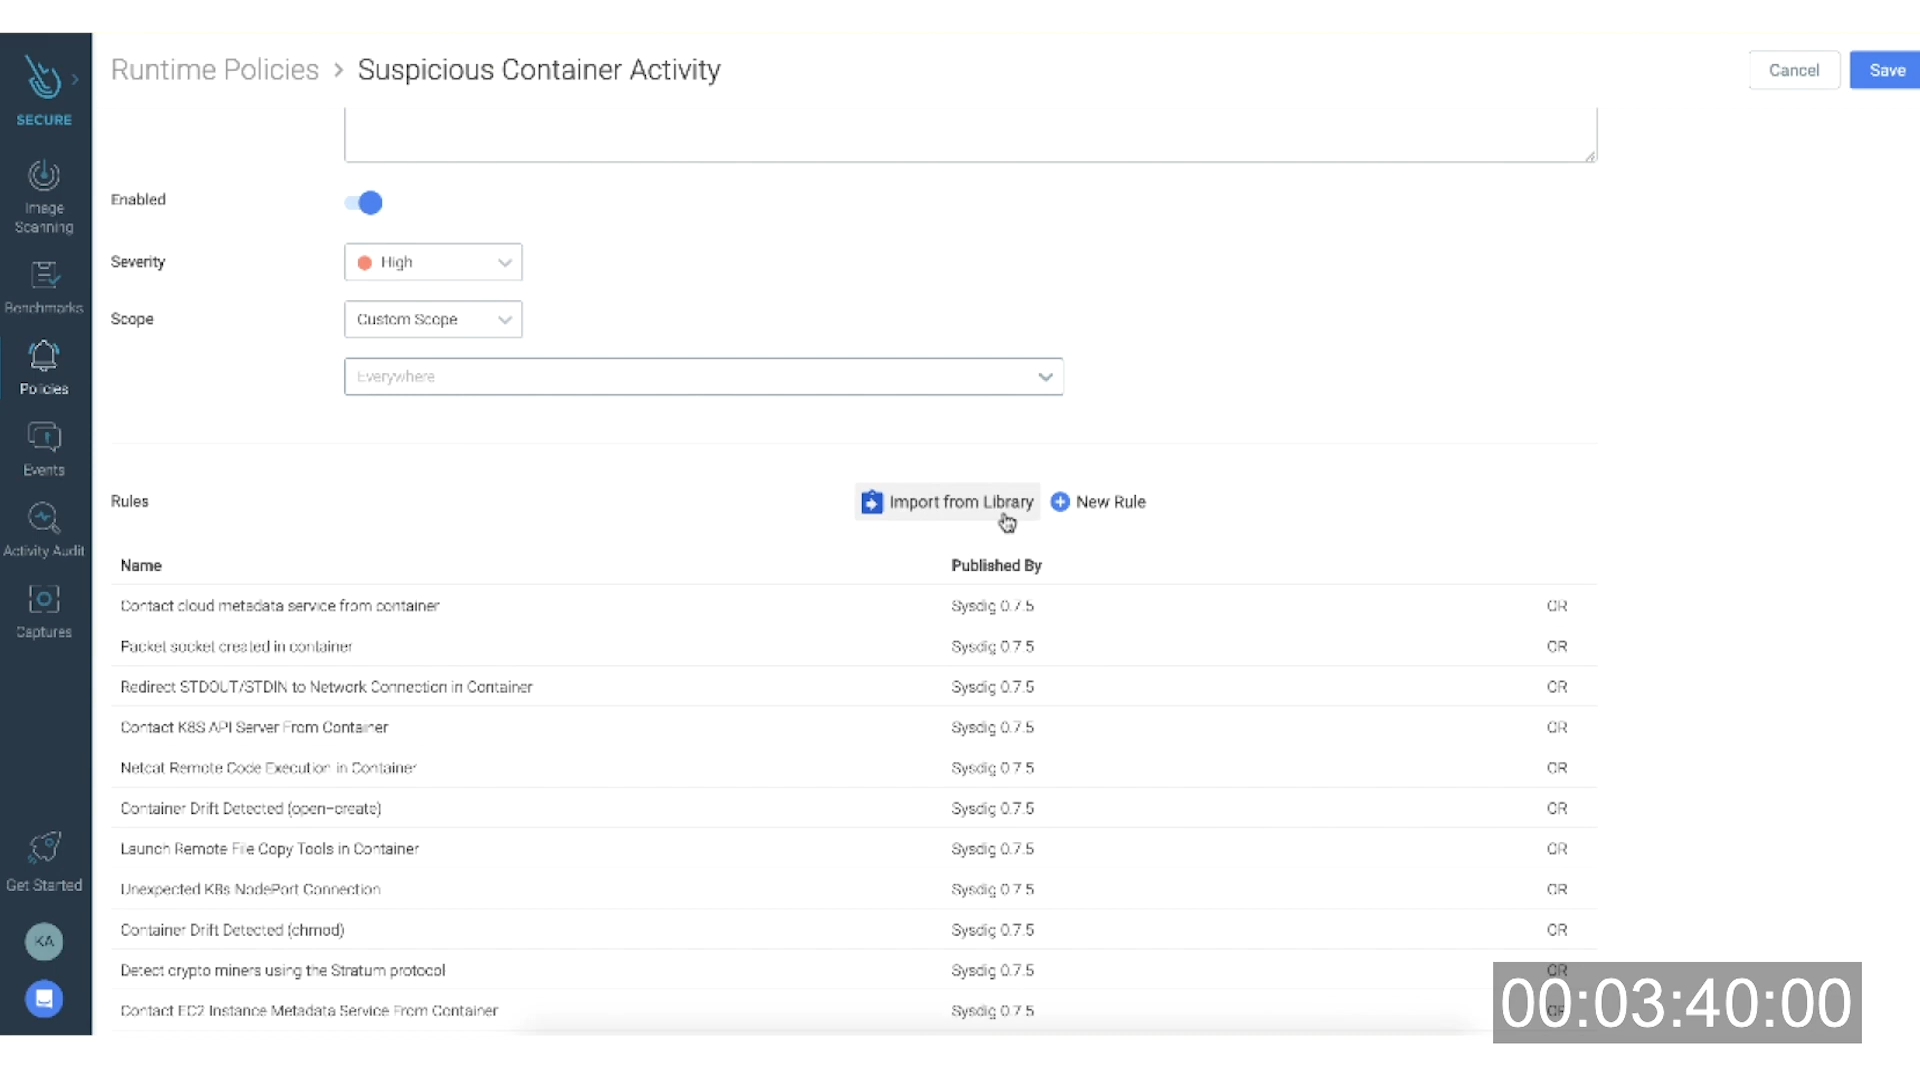 Runtime Policies > Suspicious Container Activity
Cancel
Save
SECURE
Image
Scanning
Benchmarks
Policies
Events
Activity Audit
Captures
Get Started
KA
Enabled
Severity
High
Scope
Custom Scope
Everywhere
Rules
Import from Library
New Rule
Name Published By
Contact cloud metadata service from container Sysdig 0.7.5 OR
Packet socket created in container Sysdig 0.7.5 OR
Redirect STDOUT/STDIN to Network Connection in Container Sysdig 0.7.5 OR
Contact K8S API Server From Container Sysdig 0.7.5 OR
Netcat Remote Code Execution in Container Sysdig 0.7.5 OR
Container Drift Detected (open+create) Sysdig 0.7.5 OR
Launch Remote File Copy Tools in Container Sysdig 0.7.5 OR
Unexpected K8s NodePort Connection Sysdig 0.7.5 OR
Container Drift Detected (chmod) Sysdig 0.7.5 OR
Detect crypto miners using the Stratum protocol Sysdig 0.7.5 OR
Contact EC2 Instance Metadata Service From Container Sysdig 0.7.5 OR
00:03:40:00